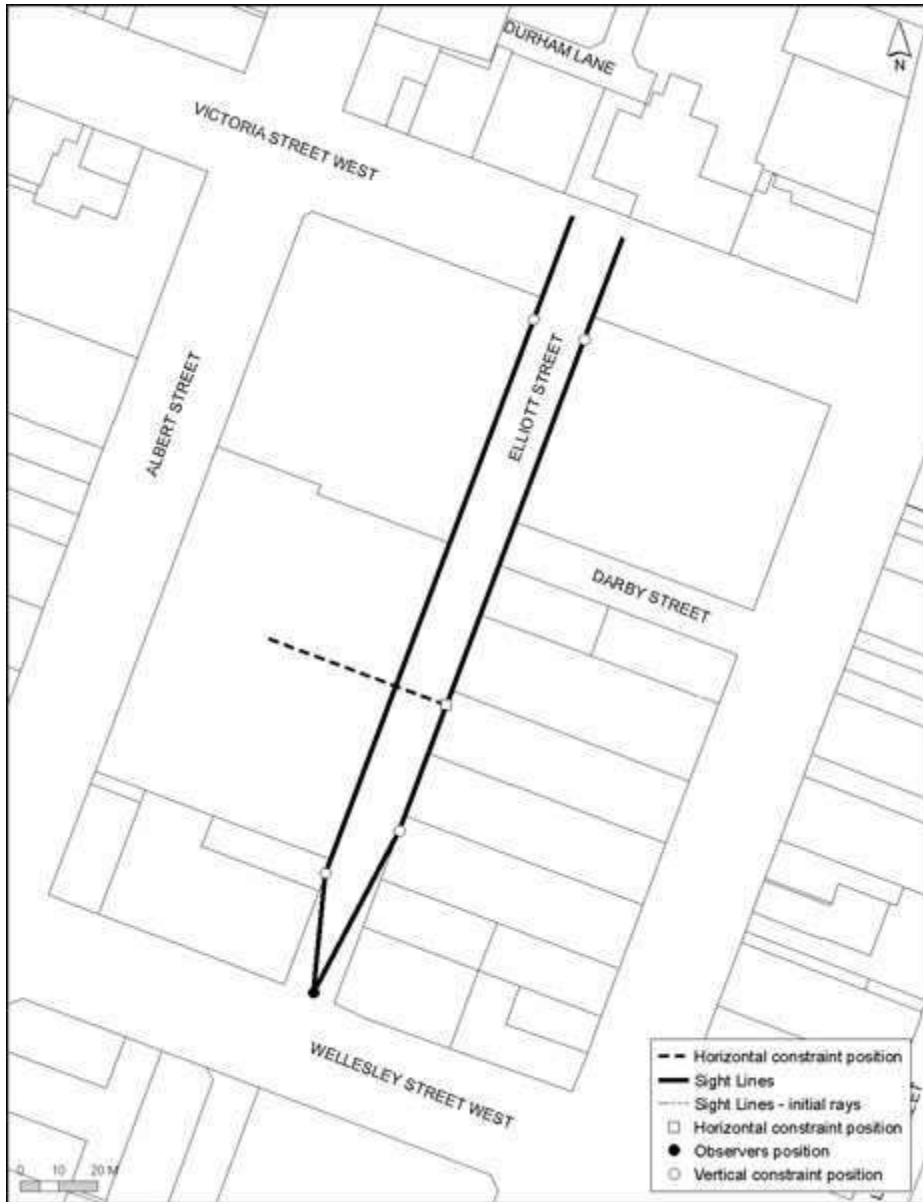 DURHAM LANE
N
VICTORIA STREET WEST
ALBERT STREET
ELLIOTT STREET
DARBY STREET
WELLESLEY STREET WEST
Horizontal constraint position
Sight Lines
Sight Lines - initial rays
Horizontal constraint position
Observers position
Vertical constraint position
0 10 20 M